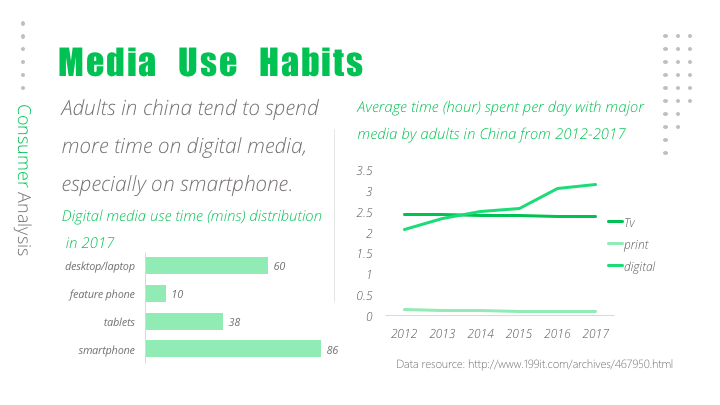 Media Use Habits
Consumer Analysis
Adults in china tend to spend
more time on digital media,
especially on smartphone.
Digital media use time (mins) distribution
in 2017
desktop/laptop 60
feature phone 10
tablets 38
smartphone 86
Average time (hour) spent per day with major
media by adults in China from 2012-2017
3.5
3
2.5
2
1.5
1
0.5
0
2012 2013 2014 2015 2016 2017
Tv
print
digital
Data resource: http://www.199it.com/archives/467950.html